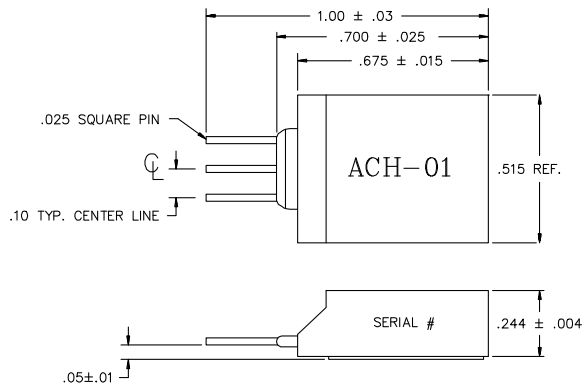 1.00 ± .03
.700 ± .025
.675 ± .015
.025 SQUARE PIN
CL
ACH-01
.515 REF.
.10 TYP. CENTER LINE
SERIAL #
.244 ± .004
.05±.01